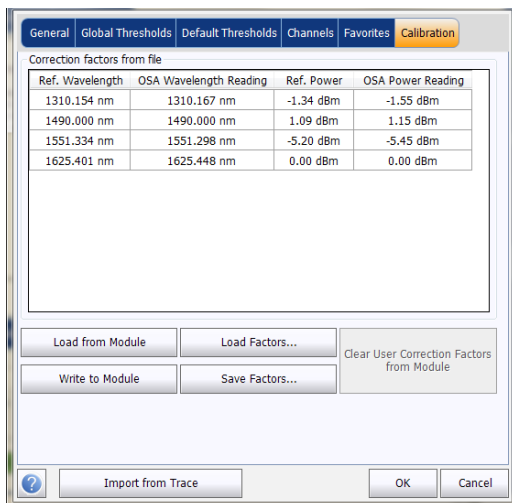 General Global Thresholds Default Thresholds Channels Favorites Calibration
Correction factors from file
Ref. Wavelength OSA Wavelength Reading Ref. Power OSA Power Reading
1310.154 nm 1310.167 nm -1.34 dBm -1.55 dBm
1490.000 nm 1490.000 nm 1.09 dBm 1.15 dBm
1551.334 nm 1551.298 nm -5.20 dBm -5.45 dBm
1625.401 nm 1625.448 nm 0.00 dBm 0.00 dBm
Load from Module Load Factors...
Clear User Correction Factors
from Module
Write to Module Save Factors...
? Import from Trace OK Cancel